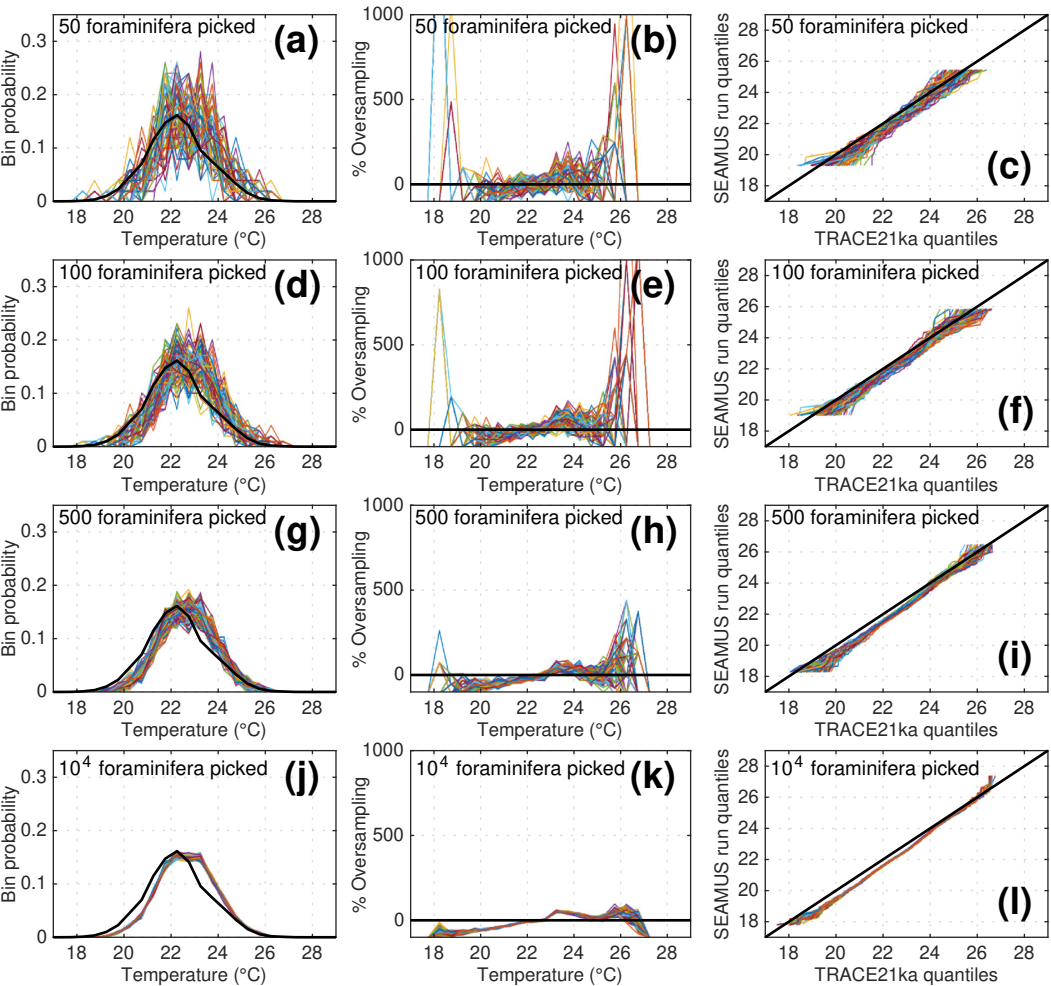 50 foraminifera picked
(a)
Bin probability
0.3
0.2
0.1
0
20 22 24 26 28
Temperature (°C)
50 foraminifera picked
(b)
% Oversampling
1000
500
0
18 20 22 24 26 28
Temperature (°C)
50 foraminifera picked
(c)
SEAMUS run quantiles
28
26
24
22
20
18
18 20 22 24 26 28
TRACE21ka quantiles
100 foraminifera picked
(d)
Bin probability
0.3
0.2
0.1
0
20 22 24 26 28
Temperature (°C)
100 foraminifera picked
(e)
% Oversampling
1000
500
0
18 20 22 24 26 28
Temperature (°C)
100 foraminifera picked
(f)
SEAMUS run quantiles
28
26
24
22
20
18
18 20 22 24 26 28
TRACE21ka quantiles
500 foraminifera picked
(g)
Bin probability
0.3
0.2
0.1
0
20 22 24 26 28
Temperature (°C)
500 foraminifera picked
(h)
% Oversampling
1000
500
0
18 20 22 24 26 28
Temperature (°C)
500 foraminifera picked
(i)
SEAMUS run quantiles
28
26
24
22
20
18
18 20 22 24 26 28
TRACE21ka quantiles
10⁴ foraminifera picked
(j)
Bin probability
0.3
0.2
0.1
0
20 22 24 26 28
Temperature (°C)
10⁴ foraminifera picked
(k)
% Oversampling
1000
500
0
18 20 22 24 26 28
Temperature (°C)
10⁴ foraminifera picked
(l)
SEAMUS run quantiles
28
26
24
22
20
18
18 20 22 24 26 28
TRACE21ka quantiles